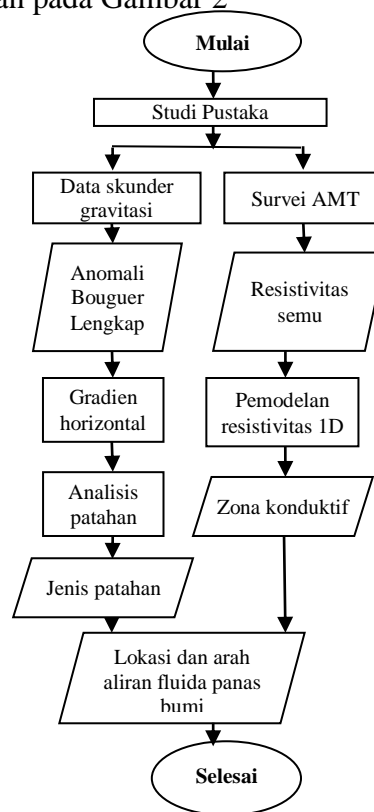 pada Gambar 2
Mulai
Studi Pustaka
Data skunder
gravitasi
Survei AMT
Anomali
Bouguer
Lengkap
Resistivitas
semu
Gradien
horizontal
Pemodelan
resistivitas 1D
Analisis
patahan
Zona konduktif
Jenis patahan
Lokasi dan arah
aliran fluida panas
bumi
Selesai